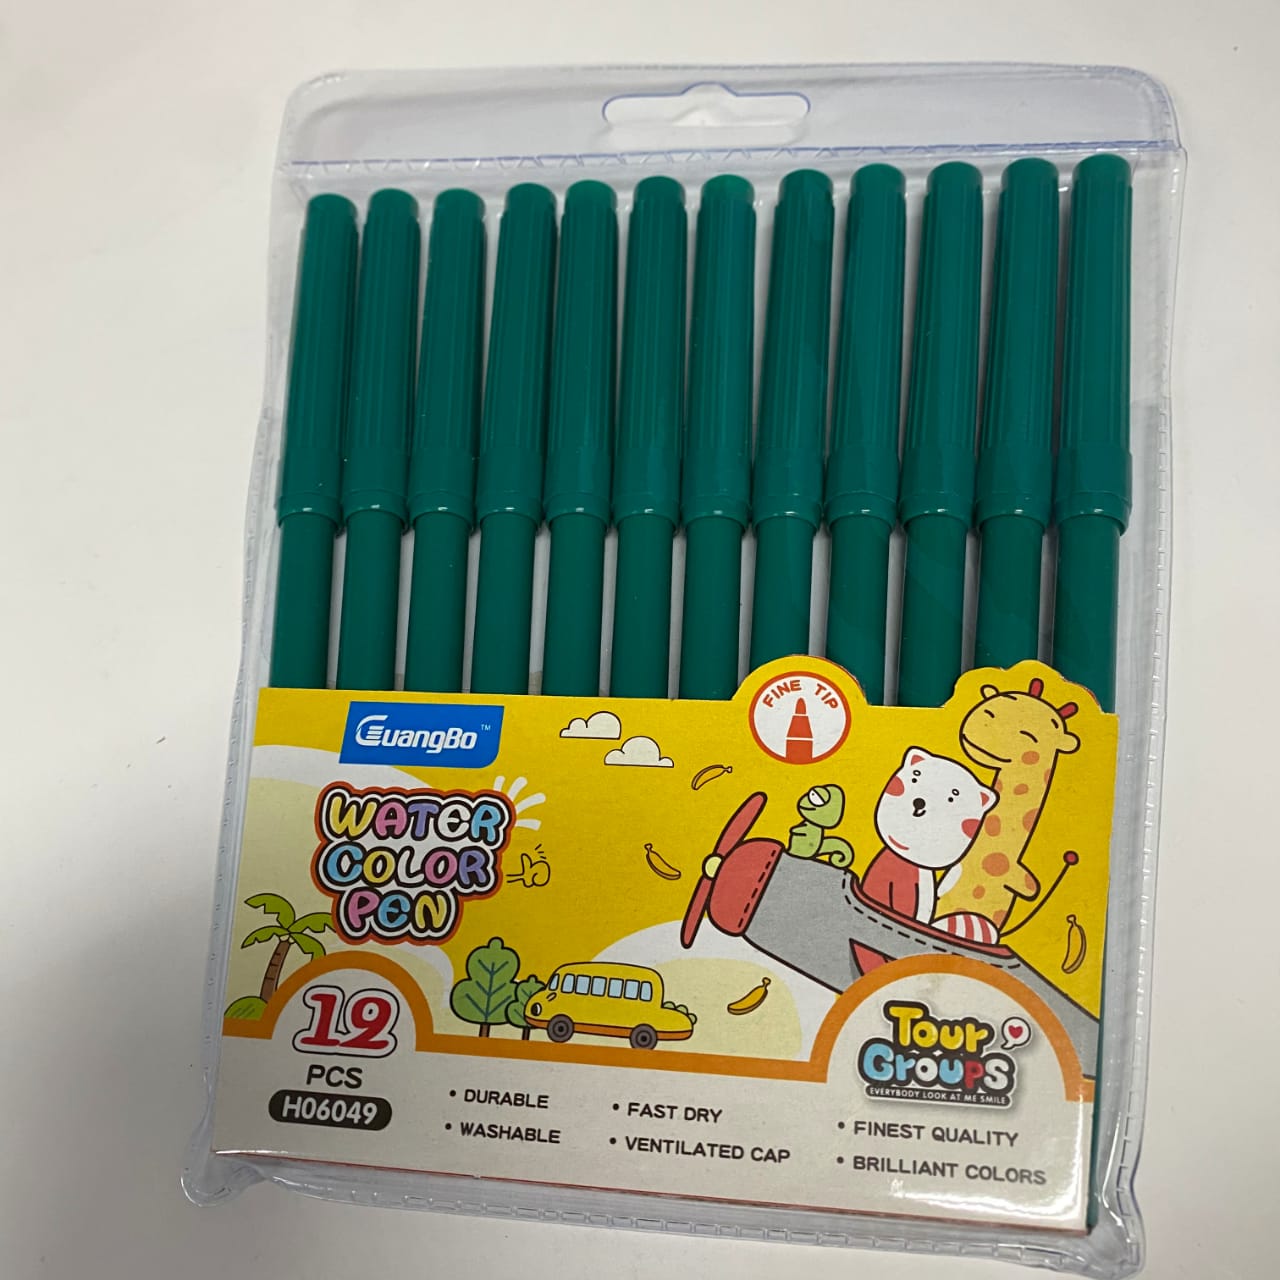 GuangBo™
FINE TIP
WATER
COLOR
PEN
12
PCS
H06049
• DURABLE
• WASHABLE
• FAST DRY
• VENTILATED CAP
Tour
Groups
EVERYBODY LOOK AT ME SMILE
• FINEST QUALITY
• BRILLIANT COLORS